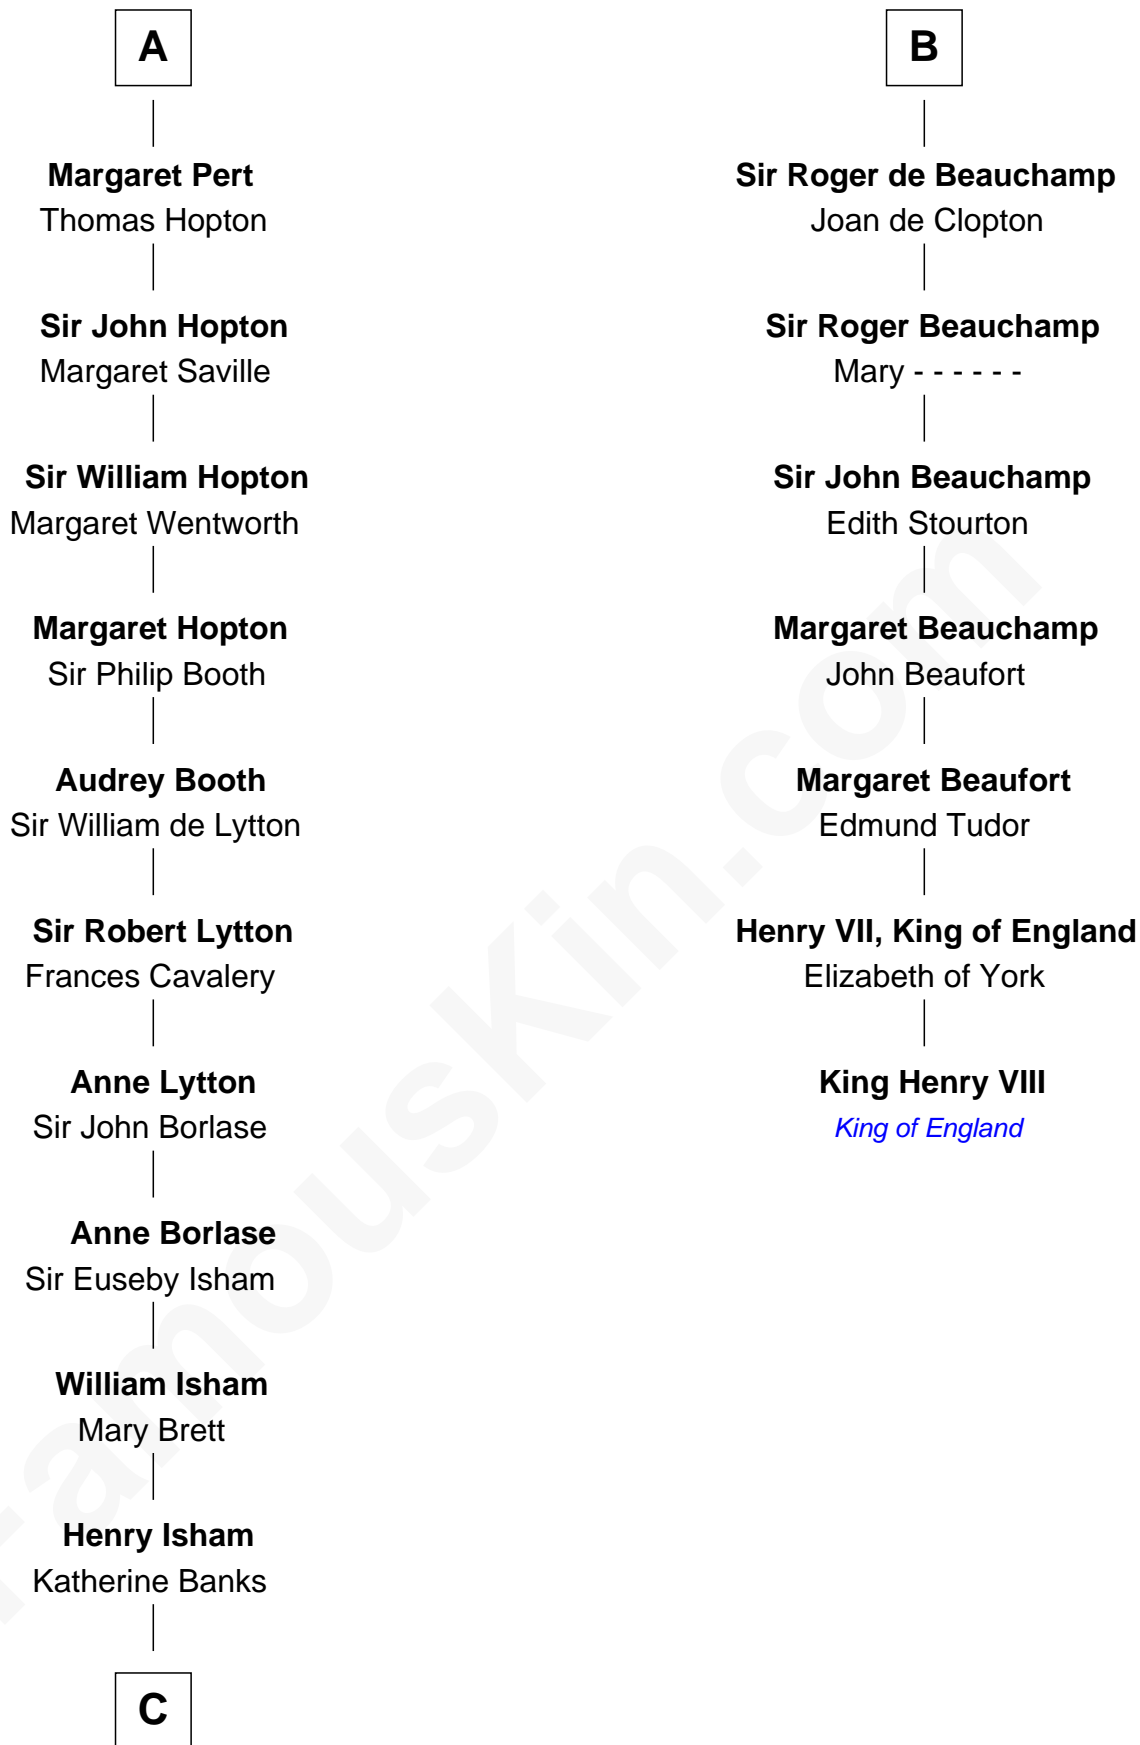 A
Margaret Pert
Thomas Hopton
Sir John Hopton
Margaret Saville
Sir William Hopton
Margaret Wentworth
Margaret Hopton
Sir Philip Booth
Audrey Booth
Sir William de Lytton
Sir Robert Lytton
Frances Cavalery
Anne Lytton
Sir John Borlase
Anne Borlase
Sir Euseby Isham
William Isham
Mary Brett
Henry Isham
Katherine Banks
C
B
Sir Roger de Beauchamp
Joan de Clopton
Sir Roger Beauchamp
Mary - - - - - -
Sir John Beauchamp
Edith Stourton
Margaret Beauchamp
John Beaufort
Margaret Beaufort
Edmund Tudor
Henry VII, King of England
Elizabeth of York
King Henry VIII
King of England
FamousKin.com